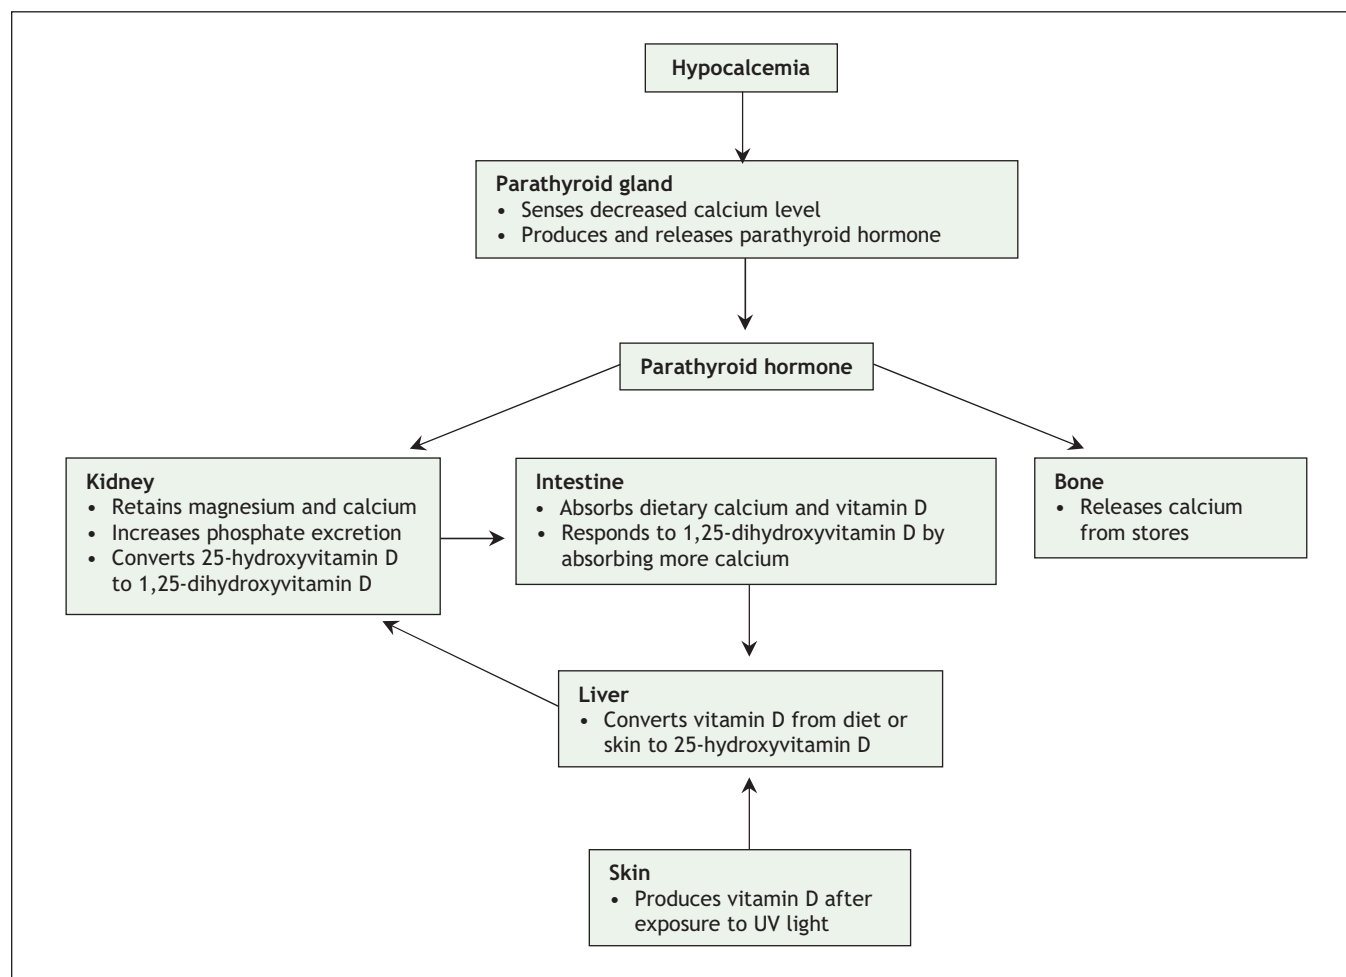 Hypocalcemia
Parathyroid gland
• Senses decreased calcium level
• Produces and releases parathyroid hormone
Parathyroid hormone
Kidney
• Retains magnesium and calcium
• Increases phosphate excretion
• Converts 25-hydroxyvitamin D
to 1,25-dihydroxyvitamin D
Intestine
• Absorbs dietary calcium and vitamin D
• Responds to 1,25-dihydroxyvitamin D by
absorbing more calcium
Bone
• Releases calcium
from stores
Liver
• Converts vitamin D from diet or
skin to 25-hydroxyvitamin D
Skin
• Produces vitamin D after
exposure to UV light